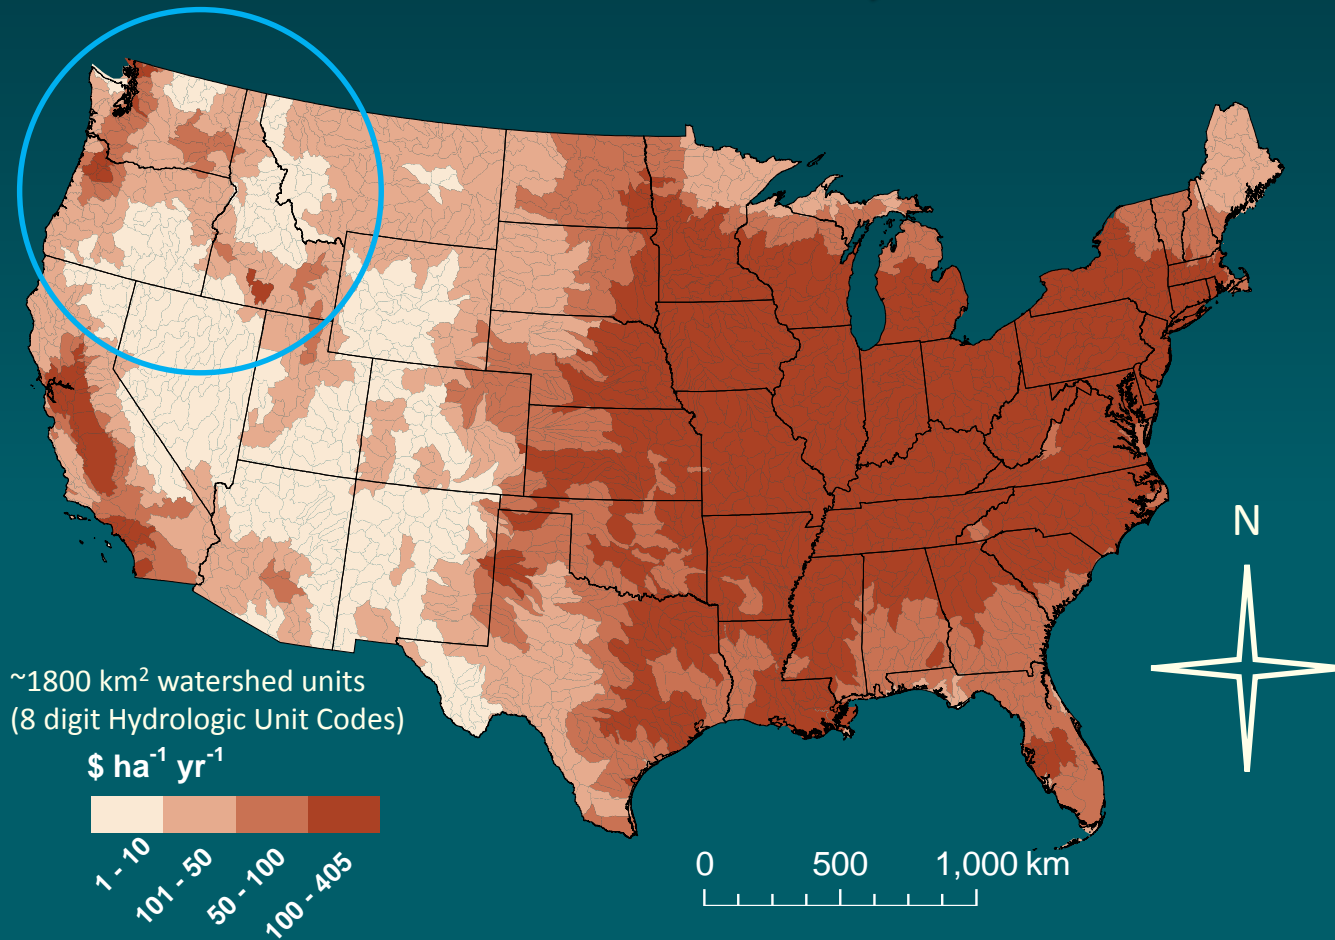 N
~1800 km² watershed units
(8 digit Hydrologic Unit Codes)
$ ha⁻¹ yr⁻¹
1 - 10
101 - 50
50 - 100
100 - 405
0 500 1,000 km